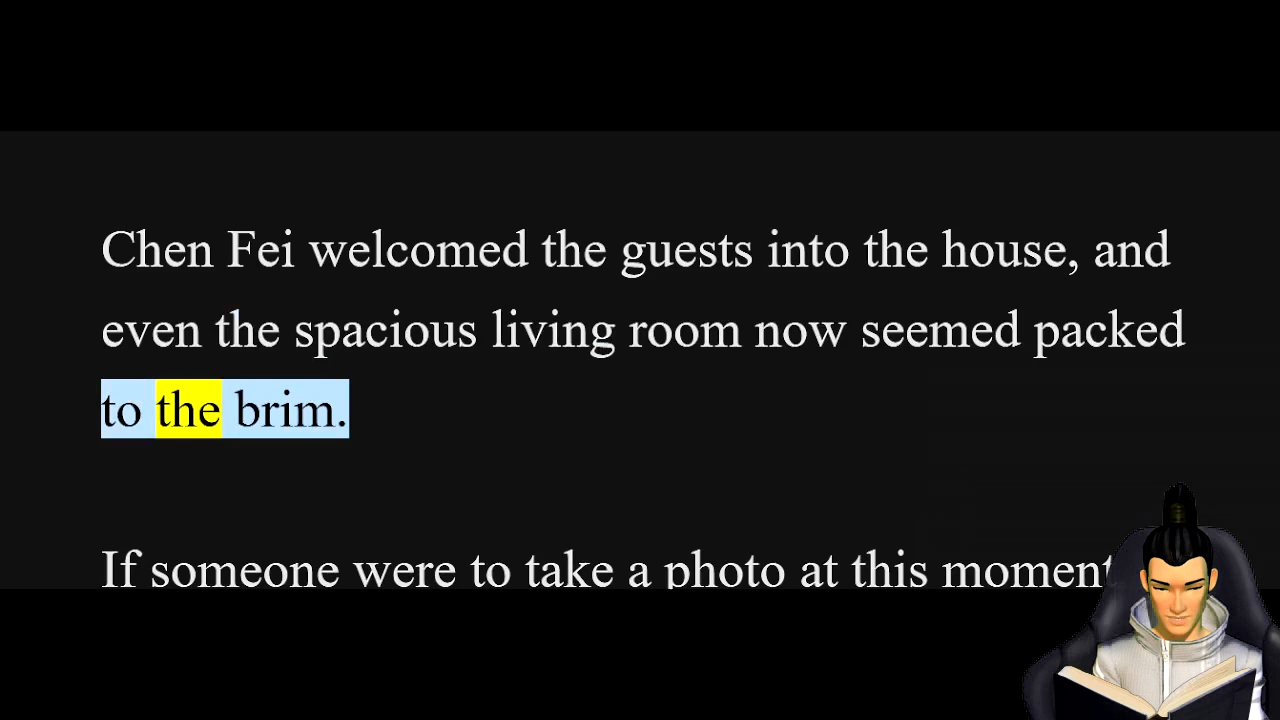 Chen Fei welcomed the guests into the house, and
even the spacious living room now seemed packed
to the brim.
If someone were to take a photo at this moment